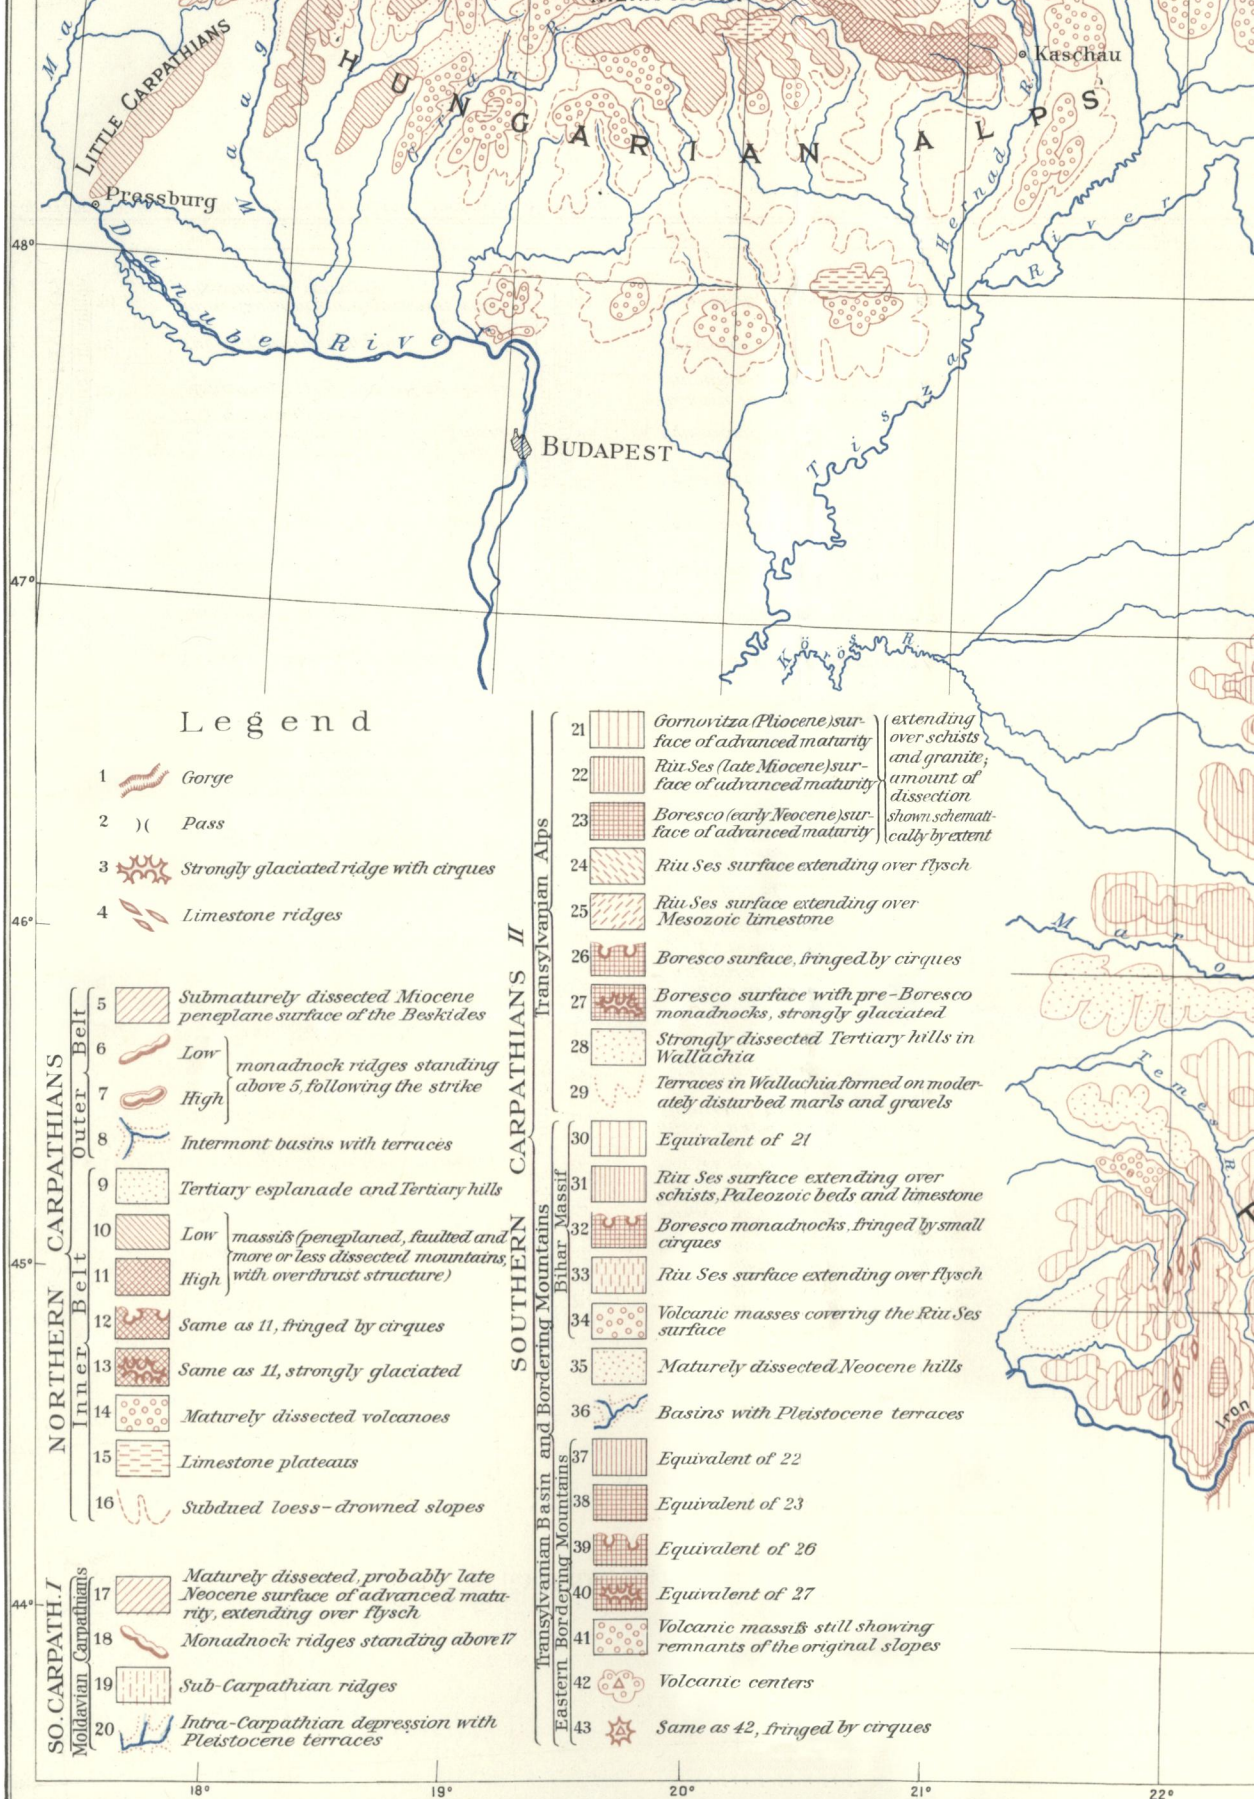 LITTLE CARPATHIANS
Maag
HUNGARIAN ALPS
Kaschau
Hernad R.
Pressburg
48°
Danube River
River
R
Tisza
BUDAPEST
47°
Körös R.
Legend
1 Gorge
2 )( Pass
3 Strongly glaciated ridge with cirques
4 Limestone ridges
46°
NORTHERN CARPATHIANS
Outer Belt
5 Submaturely dissected Miocene
peneplane surface of the Beskides
6 Low
7 High
monadnock ridges standing
above 5, following the strike
8 Intermont basins with terraces
Inner Belt
9 Tertiary esplanade and Tertiary hills
10 Low
11 High
massifs (peneplaned, faulted and
more or less dissected mountains,
with overthrust structure)
45°
12 Same as 11, fringed by cirques
13 Same as 11, strongly glaciated
14 Maturely dissected volcanoes
15 Limestone plateaus
16 Subdued loess-drowned slopes
SO. CARPATH. I
Moldavian Carpathians
17 Maturely dissected, probably late
Neocene surface of advanced matu-
rity, extending over flysch
44°
18 Monadnock ridges standing above 17
19 Sub-Carpathian ridges
20 Intra-Carpathian depression with
Pleistocene terraces
SOUTHERN CARPATHIANS II
Transylvanian Alps
21 Gornovitza (Pliocene) sur-
face of advanced maturity
22 Riu Ses (late Miocene) sur-
face of advanced maturity
23 Boresco (early Neocene) sur-
face of advanced maturity
extending
over schists
and granite;
amount of
dissection
shown schemati-
cally by extent
24 Riu Ses surface extending over flysch
25 Riu Ses surface extending over
Mesozoic limestone
26 Boresco surface, fringed by cirques
27 Boresco surface with pre-Boresco
monadnocks, strongly glaciated
28 Strongly dissected Tertiary hills in
Wallachia
29 Terraces in Wallachia formed on moder-
ately disturbed marls and gravels
Transylvanian Basin and Bordering Mountains
Bihar Massif
30 Equivalent of 21
31 Riu Ses surface extending over
schists, Paleozoic beds and limestone
32 Boresco monadnocks, fringed by small
cirques
33 Riu Ses surface extending over flysch
34 Volcanic masses covering the Riu Ses
surface
35 Maturely dissected Neocene hills
36 Basins with Pleistocene terraces
Eastern Bordering Mountains
37 Equivalent of 22
38 Equivalent of 23
39 Equivalent of 26
40 Equivalent of 27
41 Volcanic massifs still showing
remnants of the original slopes
42 Volcanic centers
43 Same as 42, fringed by cirques
Maro
Temes R
Iron
18° 19° 20° 21° 22°